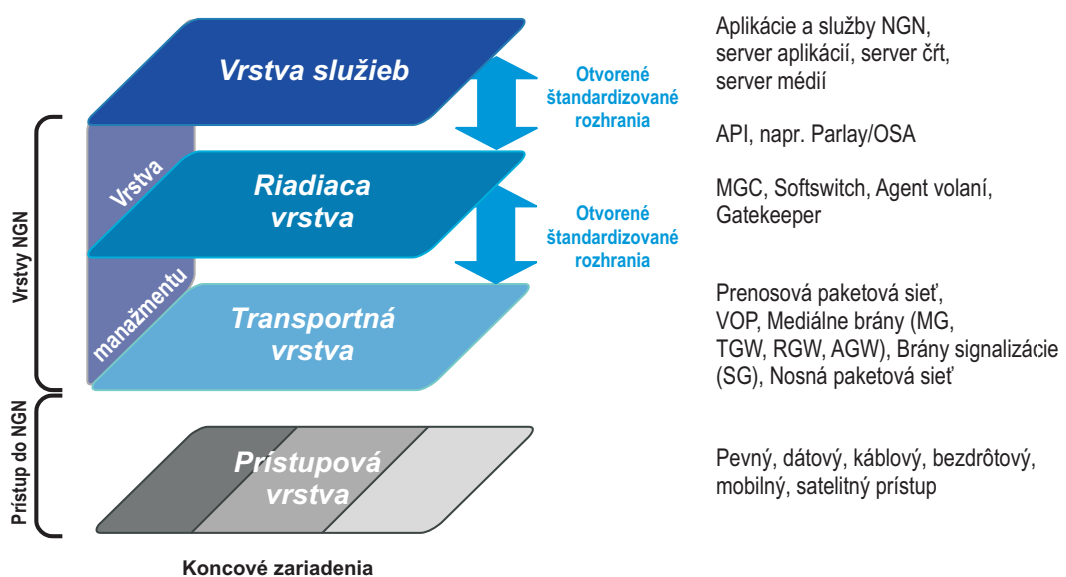 Vrstva služieb
Otvorené
štandardizované
rozhrania
Aplikácie a služby NGN,
server aplikácií, server čŕt,
server médií
API, napr. Parlay/OSA
Vrstvy NGN
Vrstva
manažmentu
Riadiaca
vrstva
Otvorené
štandardizované
rozhrania
MGC, Softswitch, Agent volaní,
Gatekeeper
Transportná
vrstva
Prenosová paketová sieť,
VOP, Mediálne brány (MG,
TGW, RGW, AGW), Brány signalizácie
(SG), Nosná paketová sieť
Prístup do NGN
Prístupová
vrstva
Pevný, dátový, káblový, bezdrôtový,
mobilný, satelitný prístup
Koncové zariadenia